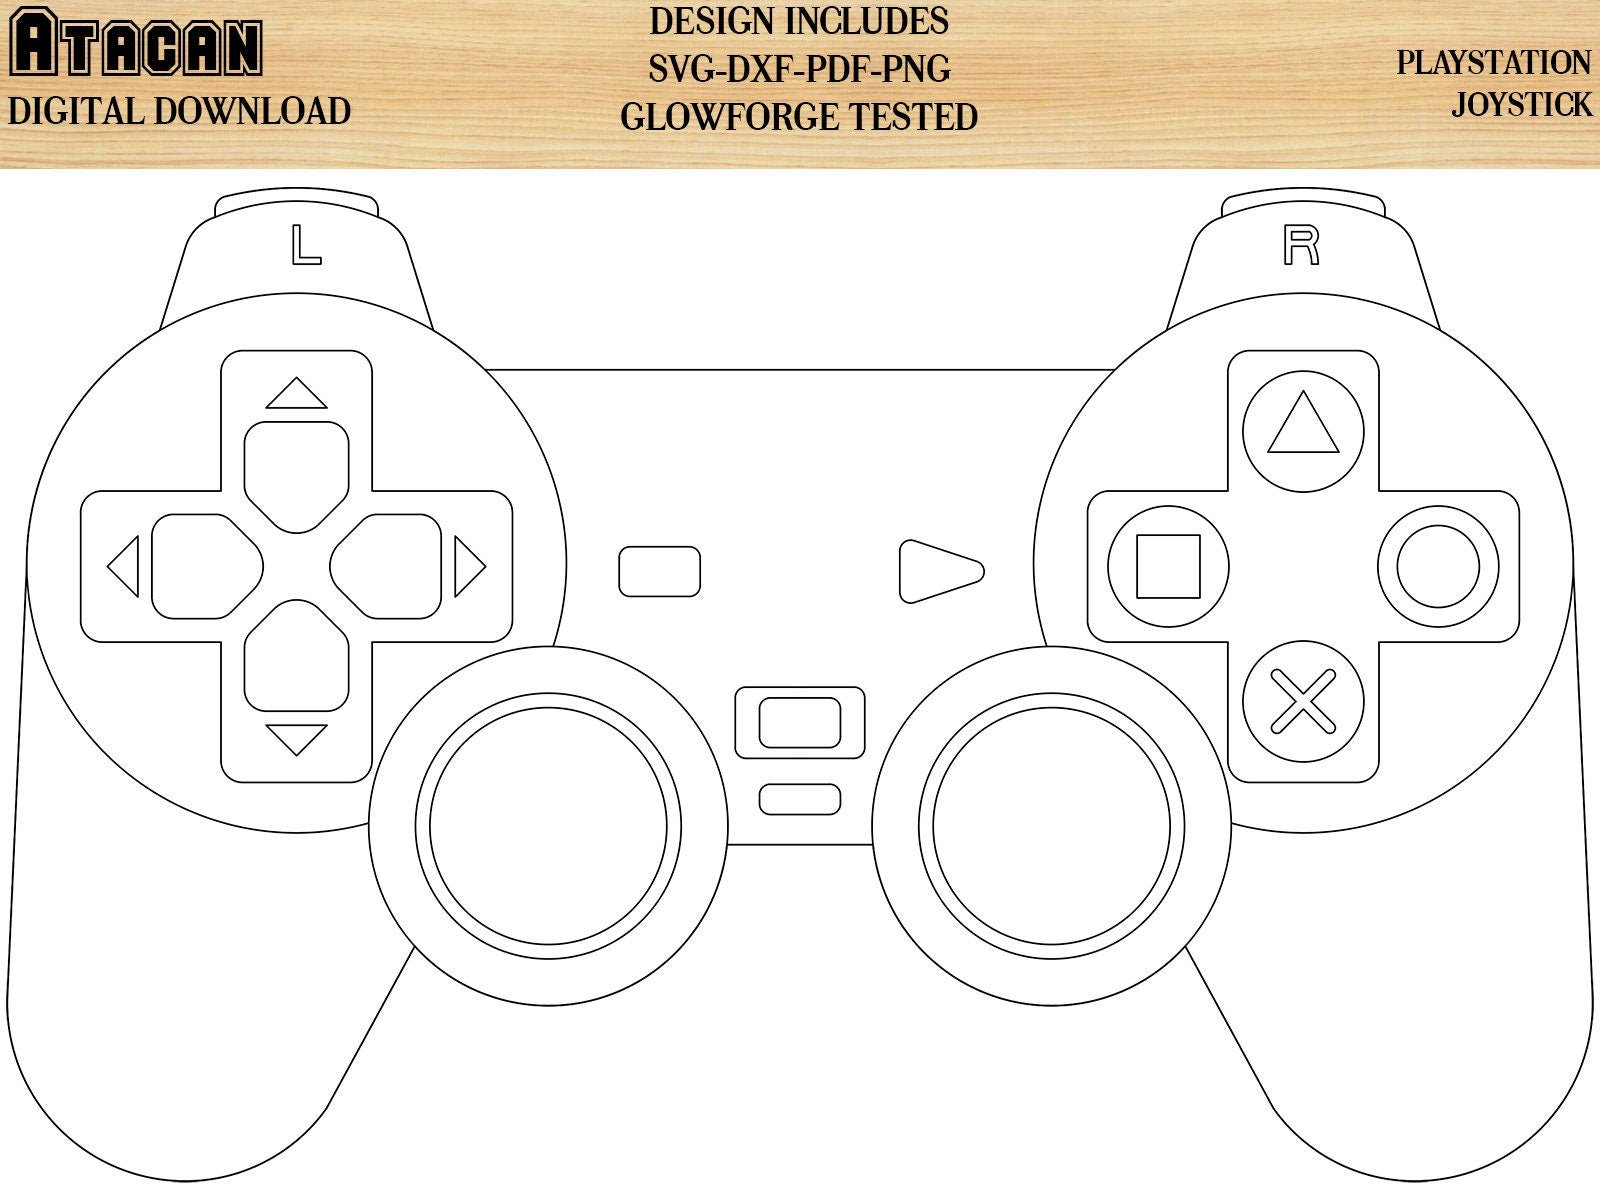 ATACAN
DIGITAL DOWNLOAD
DESIGN INCLUDES
SVG-DXF-PDF-PNG
GLOWFORGE TESTED
PLAYSTATION
JOYSTICK
L
R